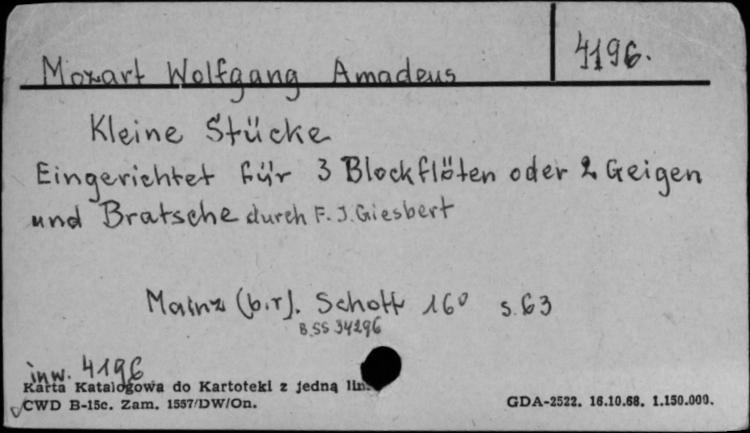 Mozart Wolfgang Amadeus 4196.
Kleine Stücke
Eingerichtet für 3 Blockflöten oder 2 Geigen
und Bratsche durch F. J. Giesbert
Mainz (b.r). Schott 16° s. 63
B.SS 34296
inw. 4196
Karta Katalogowa do Kartoteki z jedną lin
CWD B-15c. Zam. 1557/DW/On. GDA-2522. 16.10.68. 1.150.000.